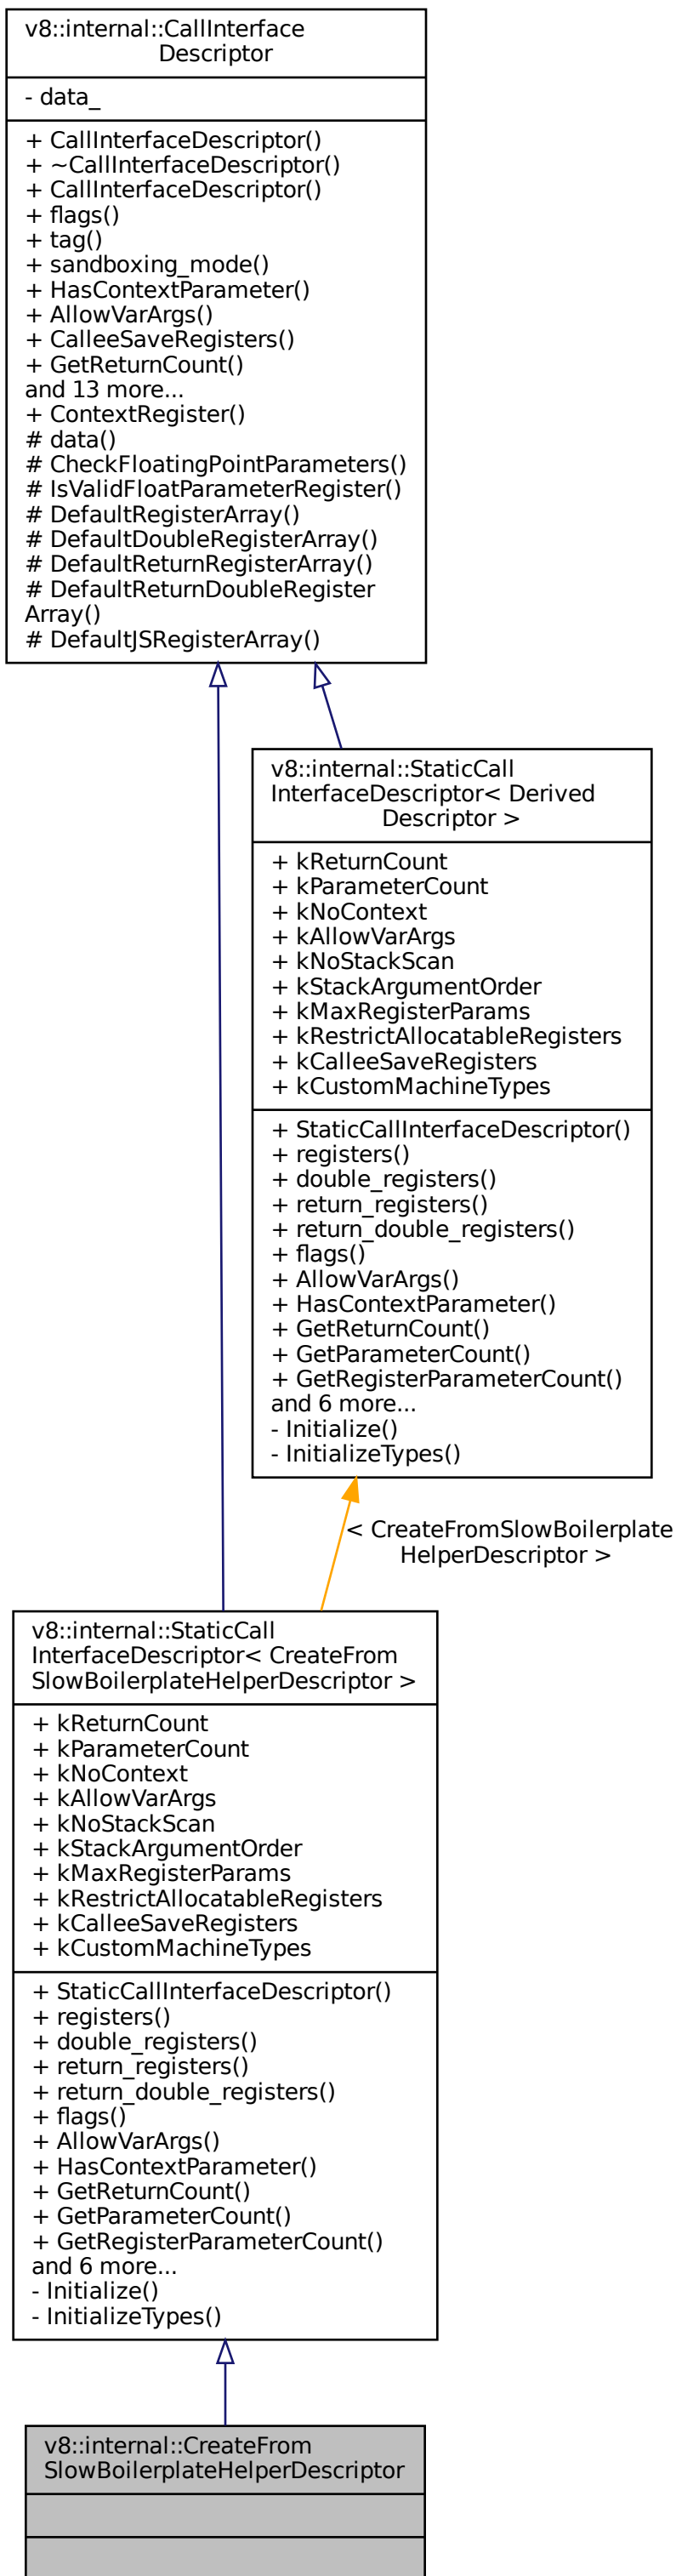 v8::internal::CallInterface
Descriptor
- data_
+ CallInterfaceDescriptor()
+ ~CallInterfaceDescriptor()
+ CallInterfaceDescriptor()
+ flags()
+ tag()
+ sandboxing_mode()
+ HasContextParameter()
+ AllowVarArgs()
+ CalleeSaveRegisters()
+ GetReturnCount()
and 13 more...
+ ContextRegister()
# data()
# CheckFloatingPointParameters()
# IsValidFloatParameterRegister()
# DefaultRegisterArray()
# DefaultDoubleRegisterArray()
# DefaultReturnRegisterArray()
# DefaultReturnDoubleRegister
Array()
# DefaultJSRegisterArray()
v8::internal::StaticCall
InterfaceDescriptor< Derived
Descriptor >
+ kReturnCount
+ kParameterCount
+ kNoContext
+ kAllowVarArgs
+ kNoStackScan
+ kStackArgumentOrder
+ kMaxRegisterParams
+ kRestrictAllocatableRegisters
+ kCalleeSaveRegisters
+ kCustomMachineTypes
+ StaticCallInterfaceDescriptor()
+ registers()
+ double_registers()
+ return_registers()
+ return_double_registers()
+ flags()
+ AllowVarArgs()
+ HasContextParameter()
+ GetReturnCount()
+ GetParameterCount()
+ GetRegisterParameterCount()
and 6 more...
- Initialize()
- InitializeTypes()
< CreateFromSlowBoilerplate
HelperDescriptor >
v8::internal::StaticCall
InterfaceDescriptor< CreateFrom
SlowBoilerplateHelperDescriptor >
+ kReturnCount
+ kParameterCount
+ kNoContext
+ kAllowVarArgs
+ kNoStackScan
+ kStackArgumentOrder
+ kMaxRegisterParams
+ kRestrictAllocatableRegisters
+ kCalleeSaveRegisters
+ kCustomMachineTypes
+ StaticCallInterfaceDescriptor()
+ registers()
+ double_registers()
+ return_registers()
+ return_double_registers()
+ flags()
+ AllowVarArgs()
+ HasContextParameter()
+ GetReturnCount()
+ GetParameterCount()
+ GetRegisterParameterCount()
and 6 more...
- Initialize()
- InitializeTypes()
v8::internal::CreateFrom
SlowBoilerplateHelperDescriptor